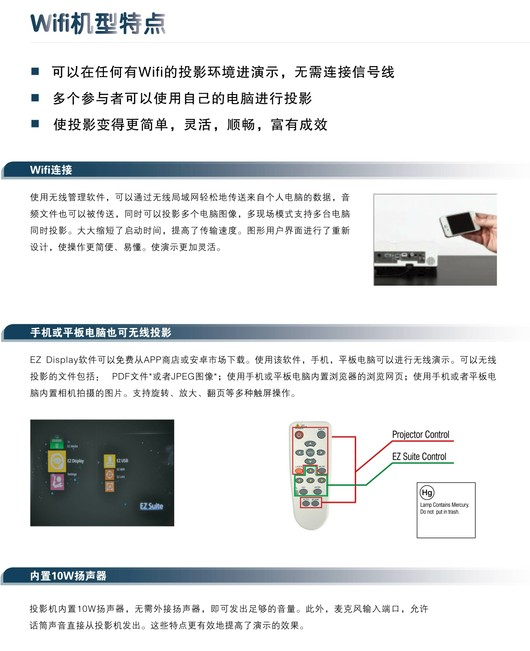 Wifi机型特点
■ 可以在任何有Wifi的投影环境进演示，无需连接信号线
■ 多个参与者可以使用自己的电脑进行投影
■ 使投影变得更简单，灵活，顺畅，富有成效
Wifi连接
使用无线管理软件，可以通过无线局域网轻松地传送来自个人电脑的数据，音
频文件也可以被传送，同时可以投影多个电脑图像，多现场模式支持多台电脑
同时投影。大大缩短了启动时间，提高了传输速度。图形用户界面进行了重新
设计，使操作更简便、易懂。使演示更加灵活。
手机或平板电脑也可无线投影
EZ Display软件可以免费从APP商店或安卓市场下载。使用该软件，手机，平板电脑可以进行无线演示。可以无线
投影的文件包括： PDF文件*或者JPEG图像*；使用手机或平板电脑内置浏览器的浏览网页；使用手机或者平板电
脑内置相机拍摄的图片。支持旋转、放大、翻页等多种触屏操作。
EZ Display
EZ USB
EZ Suite
Projector Control
EZ Suite Control
Hg
Lamp Contains Mercury.
Do not put in trash.
内置10W扬声器
投影机内置10W扬声器，无需外接扬声器，即可发出足够的音量。此外，麦克风输入端口，允许
话筒声音直接从投影机发出。这些特点更有效地提高了演示的效果。